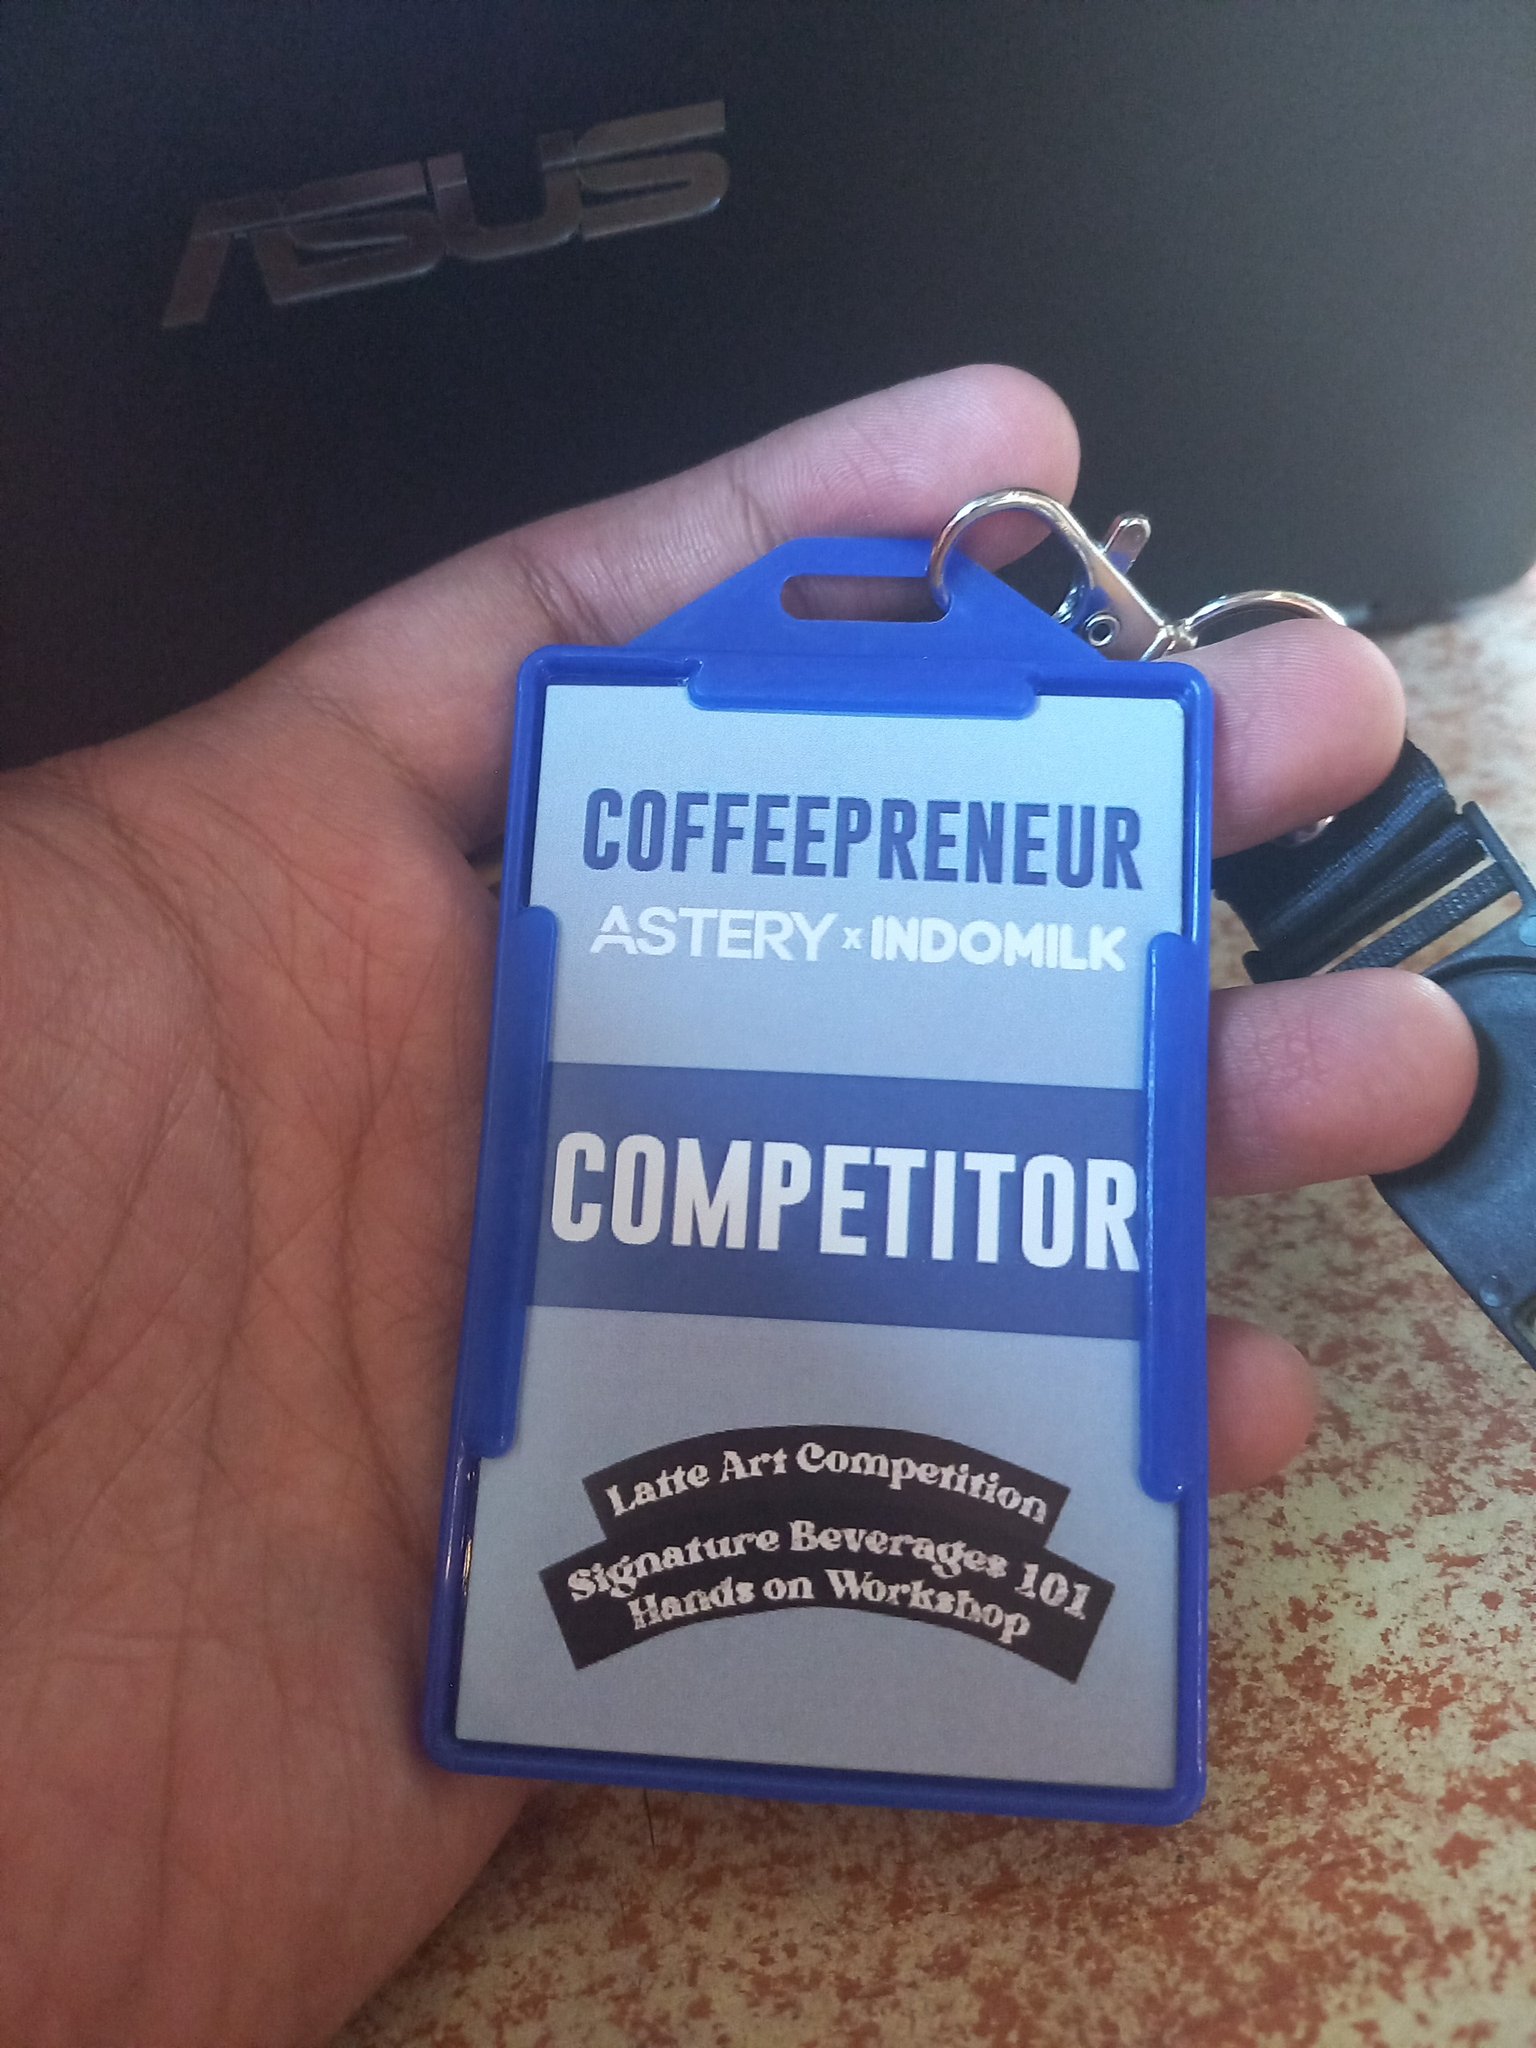 ASUS
COFFEEPRENEUR
ASTERY x INDOMILK
COMPETITOR
Latte Art Competition
Signature Beverages 101
Hands on Workshop